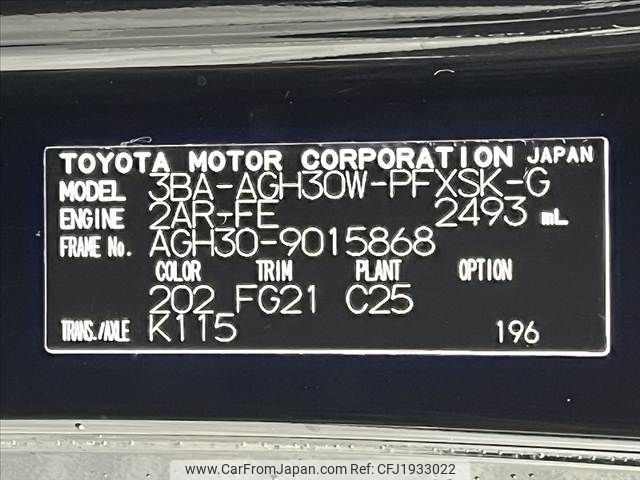 TOYOTA MOTOR CORPORATION JAPAN
MODEL 3BA-AGH30W-PFXSK-G
ENGINE 2AR-FE 2493 mL
FRAME No. AGH30-9015868
COLOR TRIM PLANT OPTION
202 FG21 C25
TRANS./AXLE K115 196
www.CarFromJapan.com - CFJ1933022